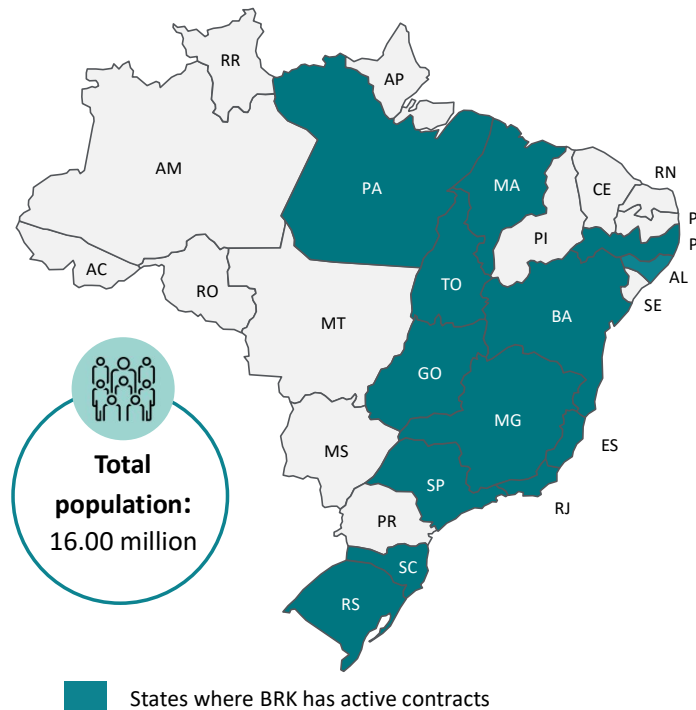 RR
AP
AM
PA
MA
CE
RN
P
PI
P
AC
TO
AL
RO
SE
MT
BA
GO
MG
MS
ES
SP
RJ
PR
SC
RS
Total
population:
16.00 million
States where BRK has active contracts